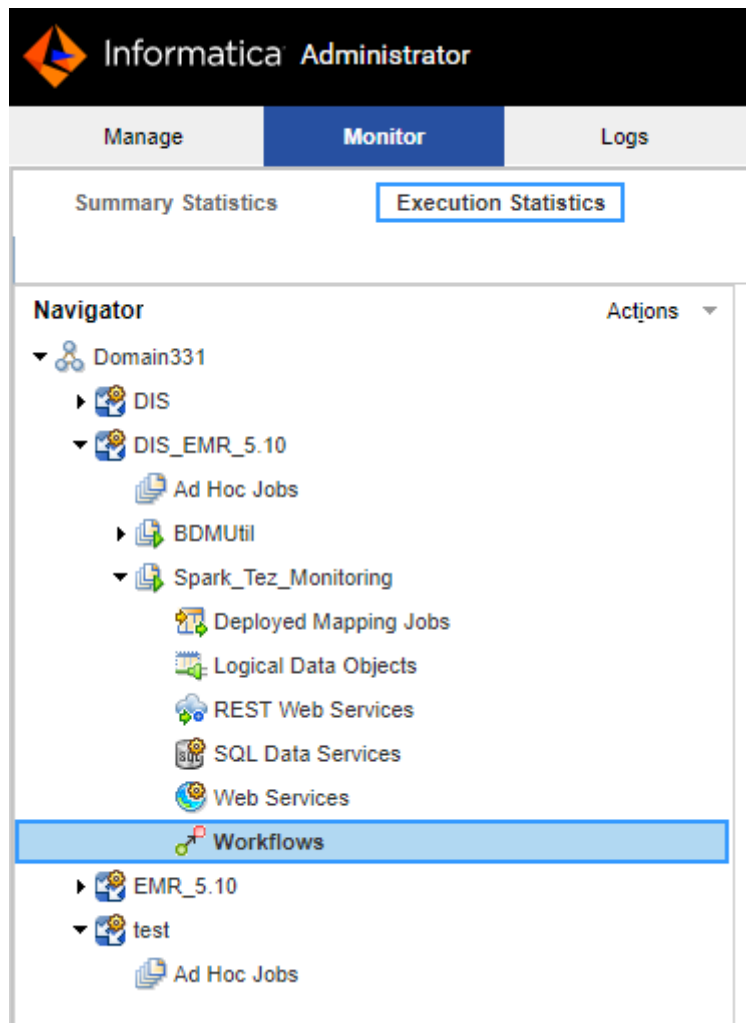 Informatica Administrator
Manage Monitor Logs
Summary Statistics Execution Statistics
Navigator Actions
Domain331
DIS
DIS_EMR_5.10
Ad Hoc Jobs
BDMUtil
Spark_Tez_Monitoring
Deployed Mapping Jobs
Logical Data Objects
REST Web Services
SQL Data Services
Web Services
Workflows
EMR_5.10
test
Ad Hoc Jobs